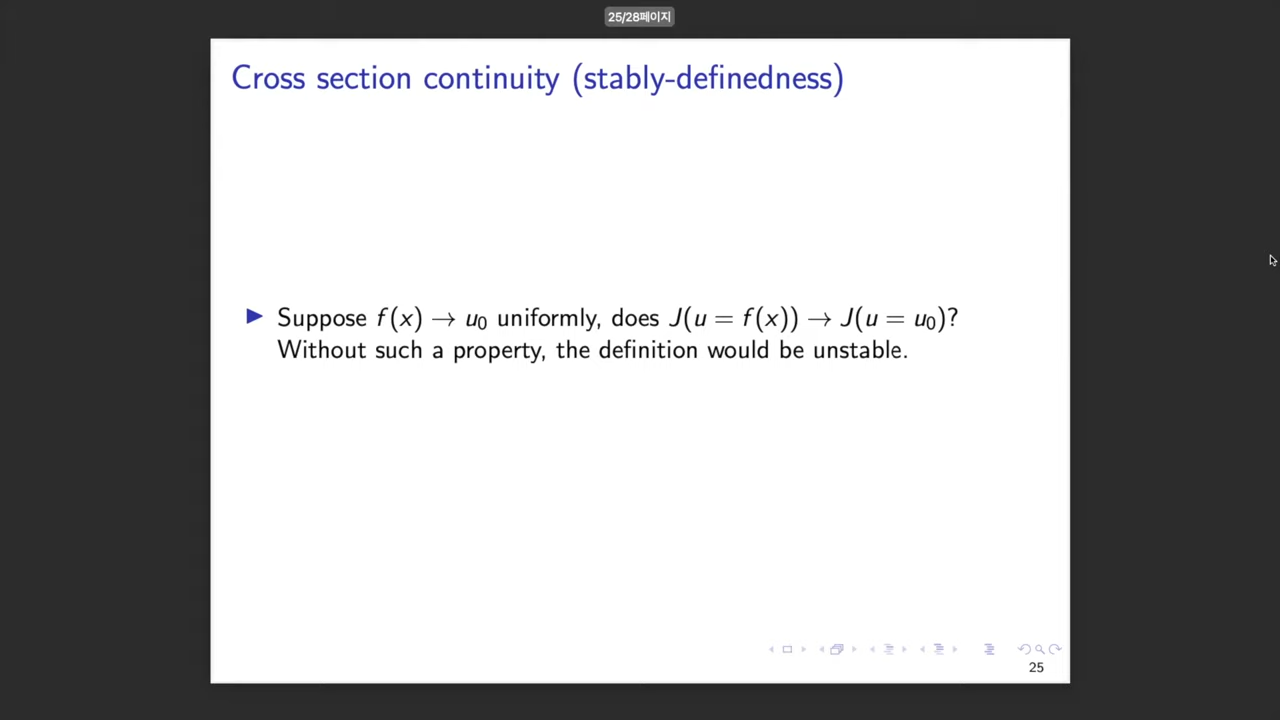 25/28페이지
Cross section continuity (stably-definedness)
Suppose f(x) → u₀ uniformly, does J(u = f(x)) → J(u = u₀)?
Without such a property, the definition would be unstable.
25